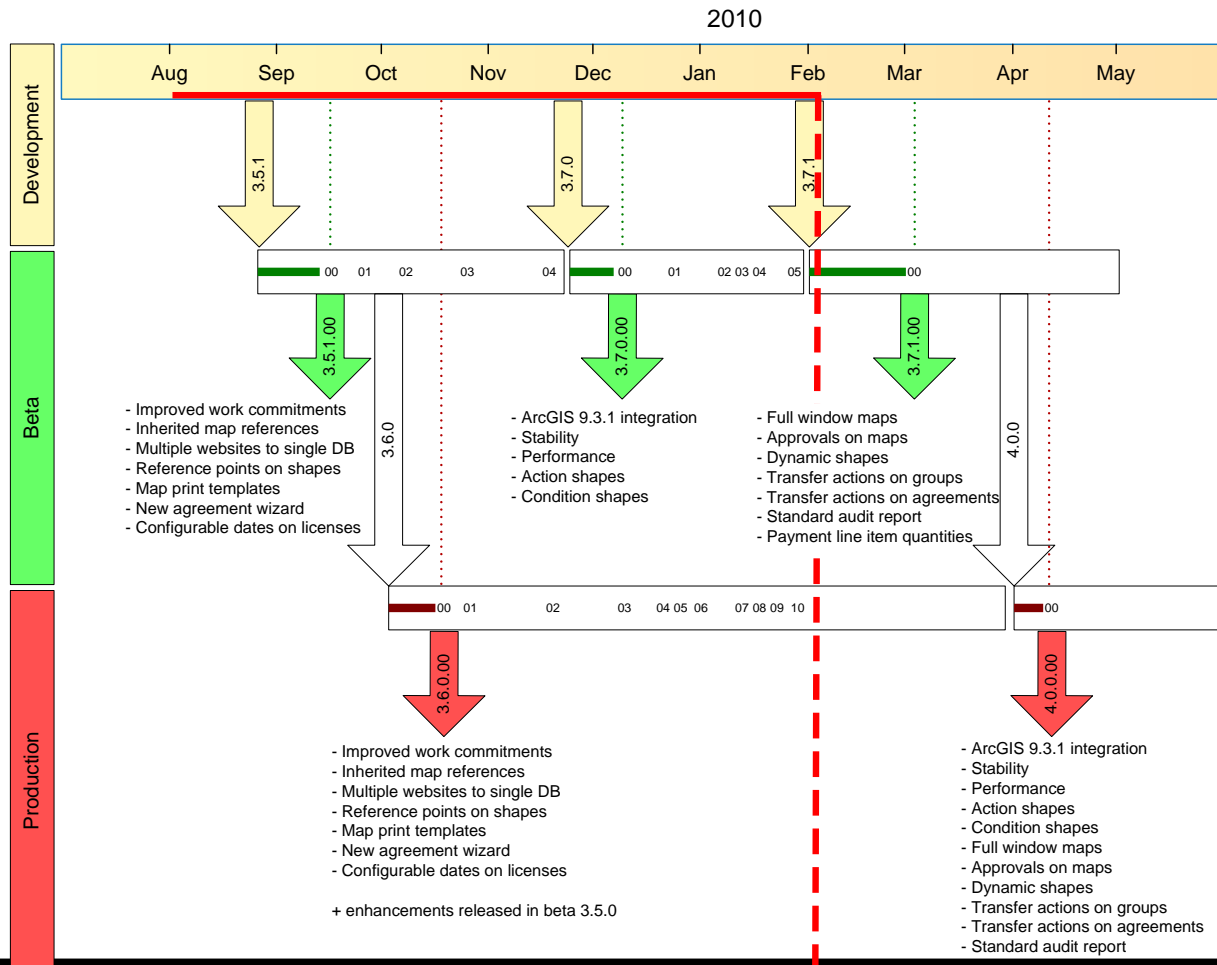 2010
Aug Sep Oct Nov Dec Jan Feb Mar Apr May
Development
3.5.1
3.7.0
3.7.1
Beta
00 01 02 03 04
00 01 02 03 04 05
00
3.5.1.00
3.7.0.00
3.7.1.00
3.6.0
4.0.0
- Improved work commitments
- Inherited map references
- Multiple websites to single DB
- Reference points on shapes
- Map print templates
- New agreement wizard
- Configurable dates on licenses
- ArcGIS 9.3.1 integration
- Stability
- Performance
- Action shapes
- Condition shapes
- Full window maps
- Approvals on maps
- Dynamic shapes
- Transfer actions on groups
- Transfer actions on agreements
- Standard audit report
- Payment line item quantities
Production
00 01 02 03 04 05 06 07 08 09 10
00
3.6.0.00
4.0.0.00
- Improved work commitments
- Inherited map references
- Multiple websites to single DB
- Reference points on shapes
- Map print templates
- New agreement wizard
- Configurable dates on licenses
+ enhancements released in beta 3.5.0
- ArcGIS 9.3.1 integration
- Stability
- Performance
- Action shapes
- Condition shapes
- Full window maps
- Approvals on maps
- Dynamic shapes
- Transfer actions on groups
- Transfer actions on agreements
- Standard audit report